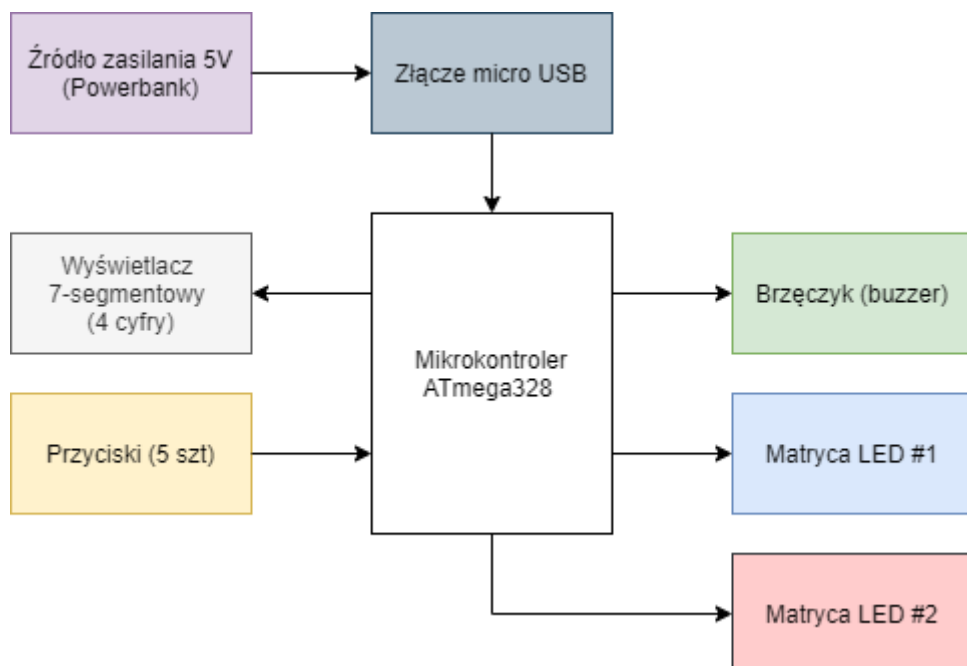 Źródło zasilania 5V
(Powerbank)
Złącze micro USB
Wyświetlacz
7-segmentowy
(4 cyfry)
Mikrokontroler
ATmega328
Brzęczyk (buzzer)
Przyciski (5 szt)
Matryca LED #1
Matryca LED #2